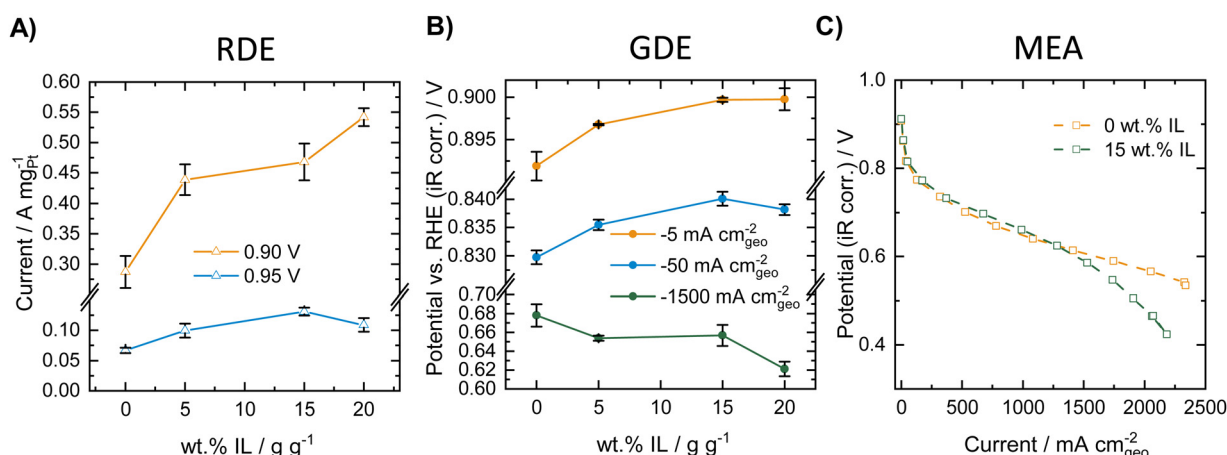 A)
RDE
Current / A mg⁻¹Pt
0.60
0.55
0.50
0.45
0.40
0.35
0.30
0.10
0.05
0.00
0.90 V
0.95 V
0 5 10 15 20
wt.% IL / g g⁻¹
B)
GDE
Potential vs. RHE (iR corr.) / V
0.900
0.895
0.840
0.830
0.70
0.68
0.66
0.64
0.62
0.60
-5 mA cm⁻²geo
-50 mA cm⁻²geo
-1500 mA cm⁻²geo
0 5 10 15 20
wt.% IL / g g⁻¹
C)
MEA
Potential (iR corr.) / V
1.0
0.8
0.6
0.4
0 wt.% IL
15 wt.% IL
0 500 1000 1500 2000 2500
Current / mA cm⁻²geo